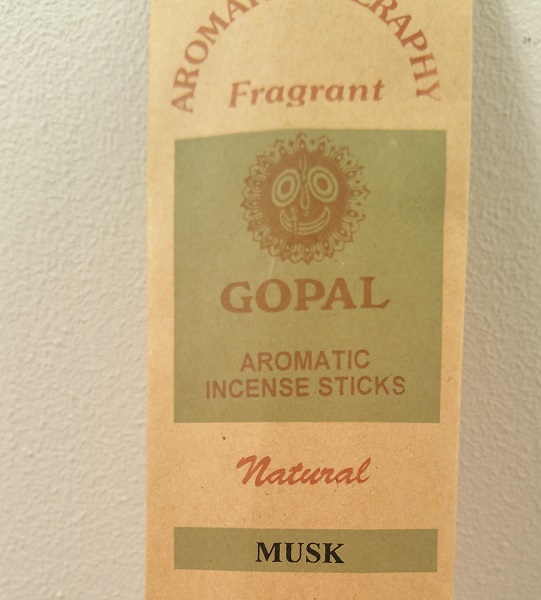 Fragrant
GOPAL
AROMATIC
INCENSE STICKS
Natural
MUSK